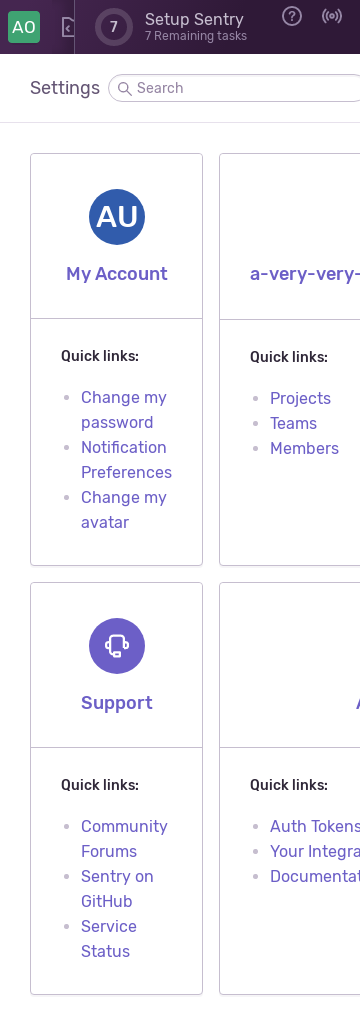 AO
7
Setup Sentry
7 Remaining tasks
Settings
Search
AU
My Account
Quick links:
Change my
password
Notification
Preferences
Change my
avatar
a-very-very-
Quick links:
Projects
Teams
Members
Support
Quick links:
Community
Forums
Sentry on
GitHub
Service
Status
Quick links:
Auth Tokens
Your Integra
Documentat